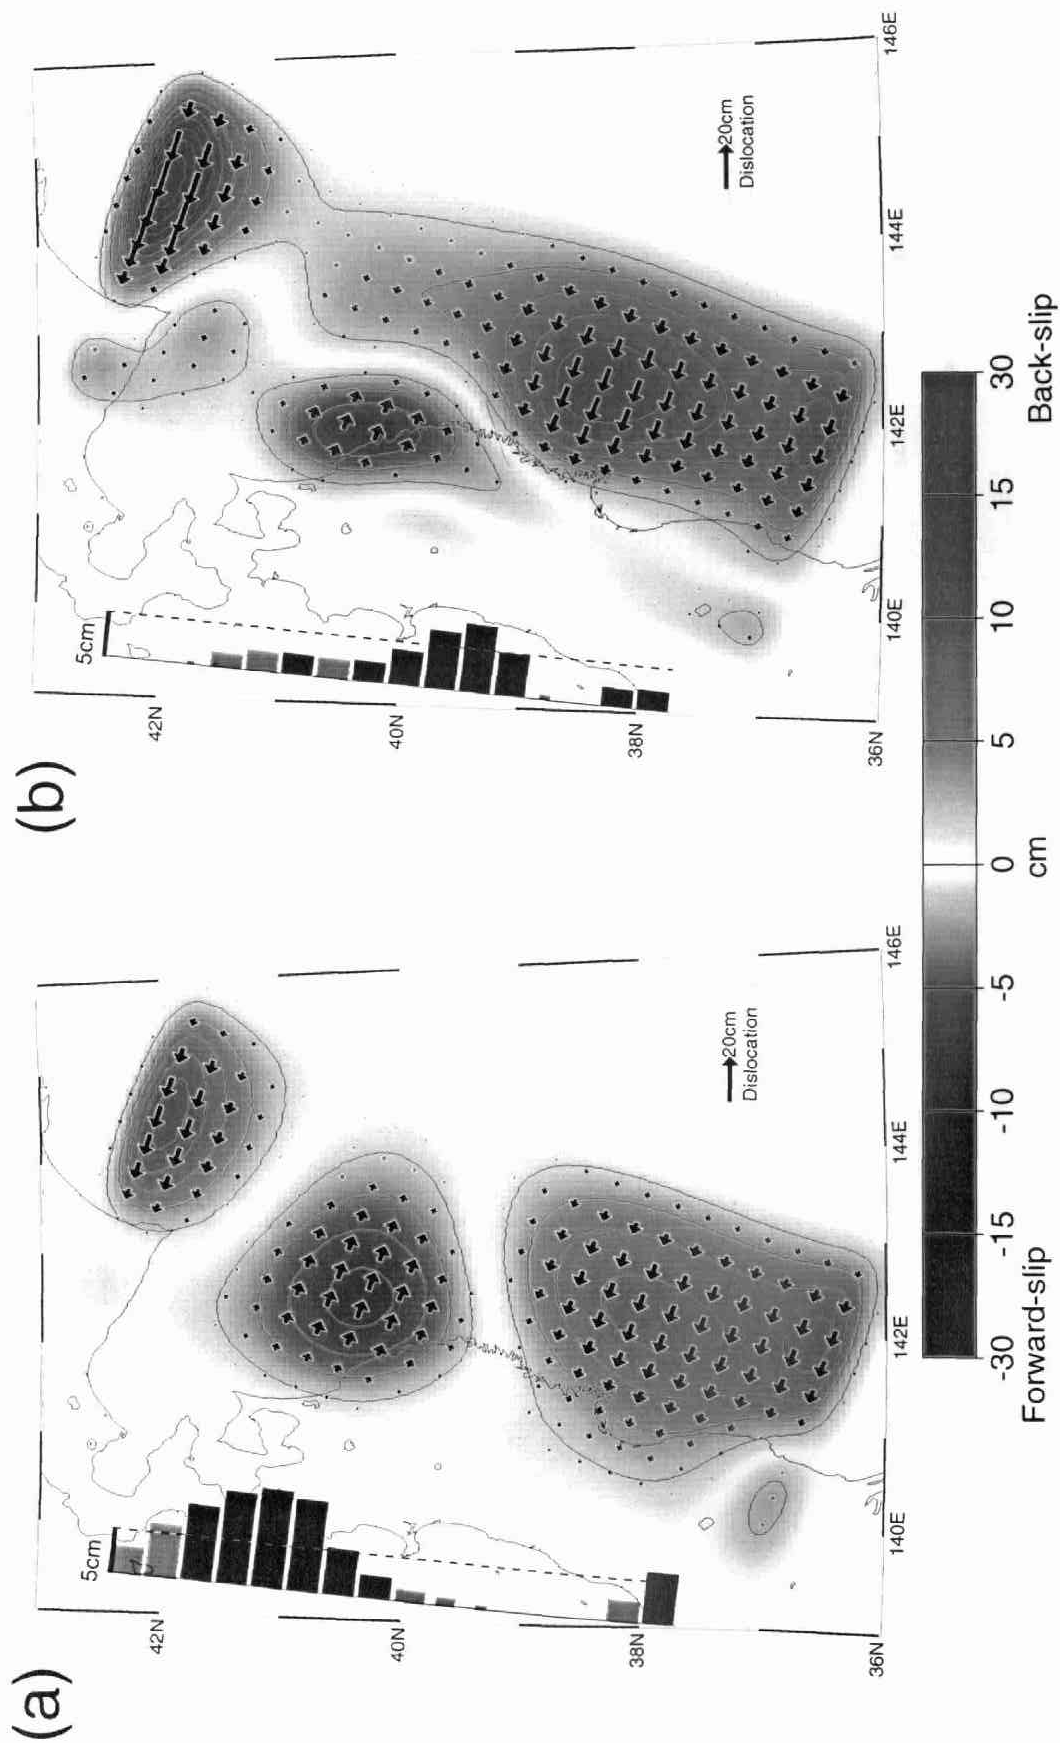 (a)
5cm
42N
40N
38N
36N
140E
142E
144E
146E
20cm
Dislocation
(b)
5cm
42N
40N
38N
36N
140E
142E
144E
146E
20cm
Dislocation
-30 -15 -10 -5 0 5 10 15 30
Forward-slip cm Back-slip